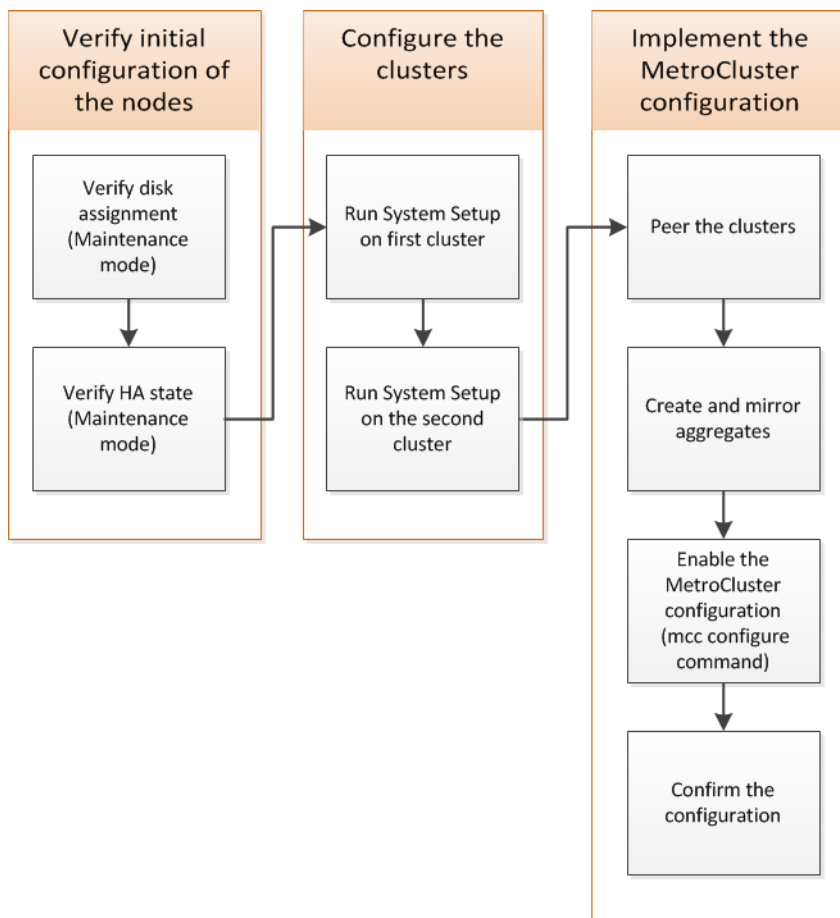 Verify initial
configuration of
the nodes
Verify disk
assignment
(Maintenance
mode)
Verify HA state
(Maintenance
mode)
Configure the
clusters
Run System Setup
on first cluster
Run System Setup
on the second
cluster
Implement the
MetroCluster
configuration
Peer the clusters
Create and mirror
aggregates
Enable the
MetroCluster
configuration
(mcc configure
command)
Confirm the
configuration